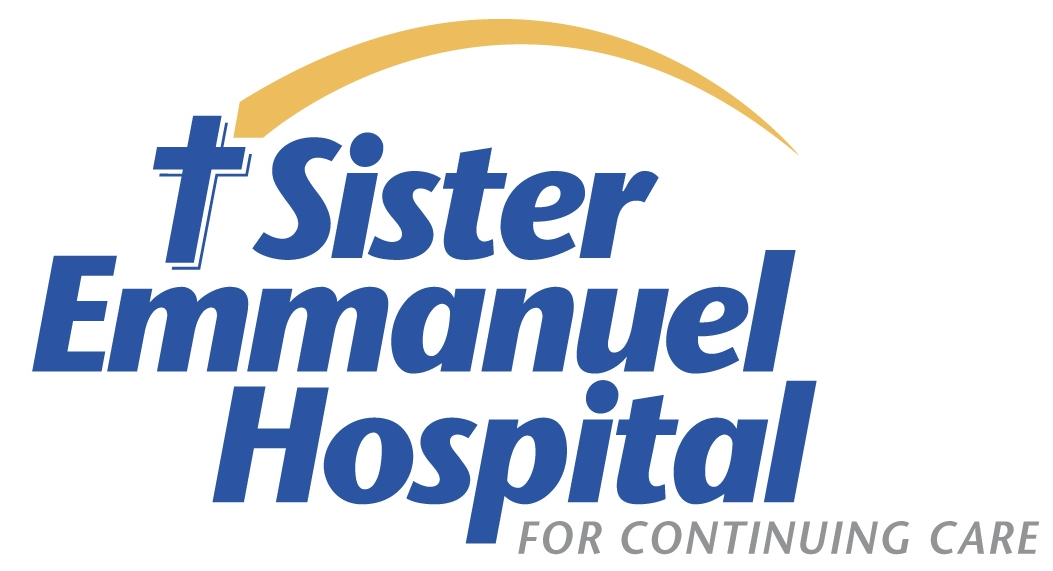 Sister
Emmanuel
Hospital
FOR CONTINUING CARE